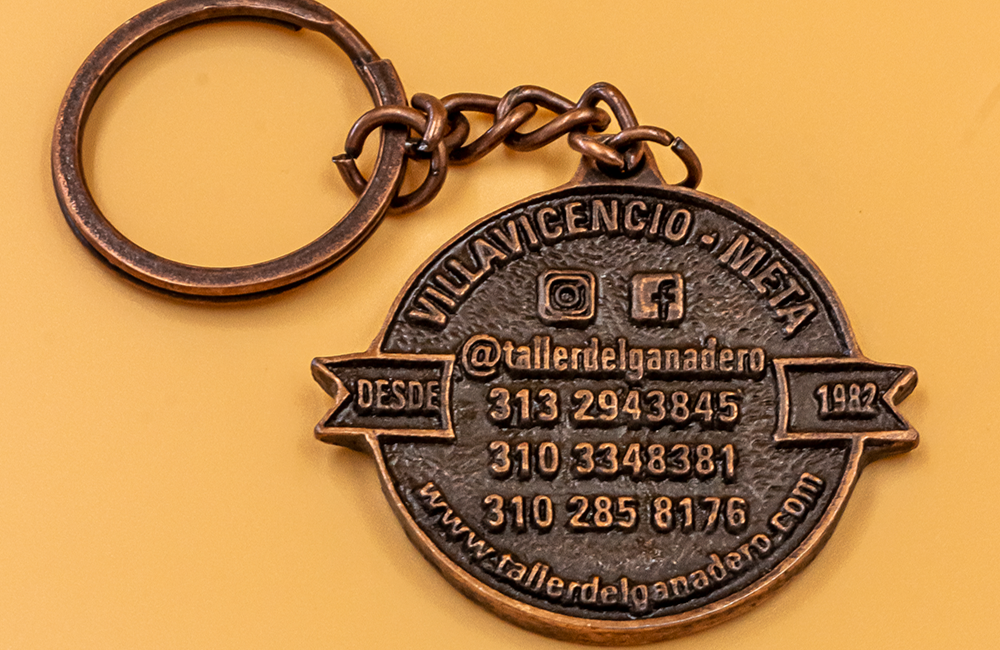 VILLAVICENCIO · META
@tallerdelganadero
DESDE
313 2943845
1982
310 3348381
310 285 8176
www.tallerdelganadero.com